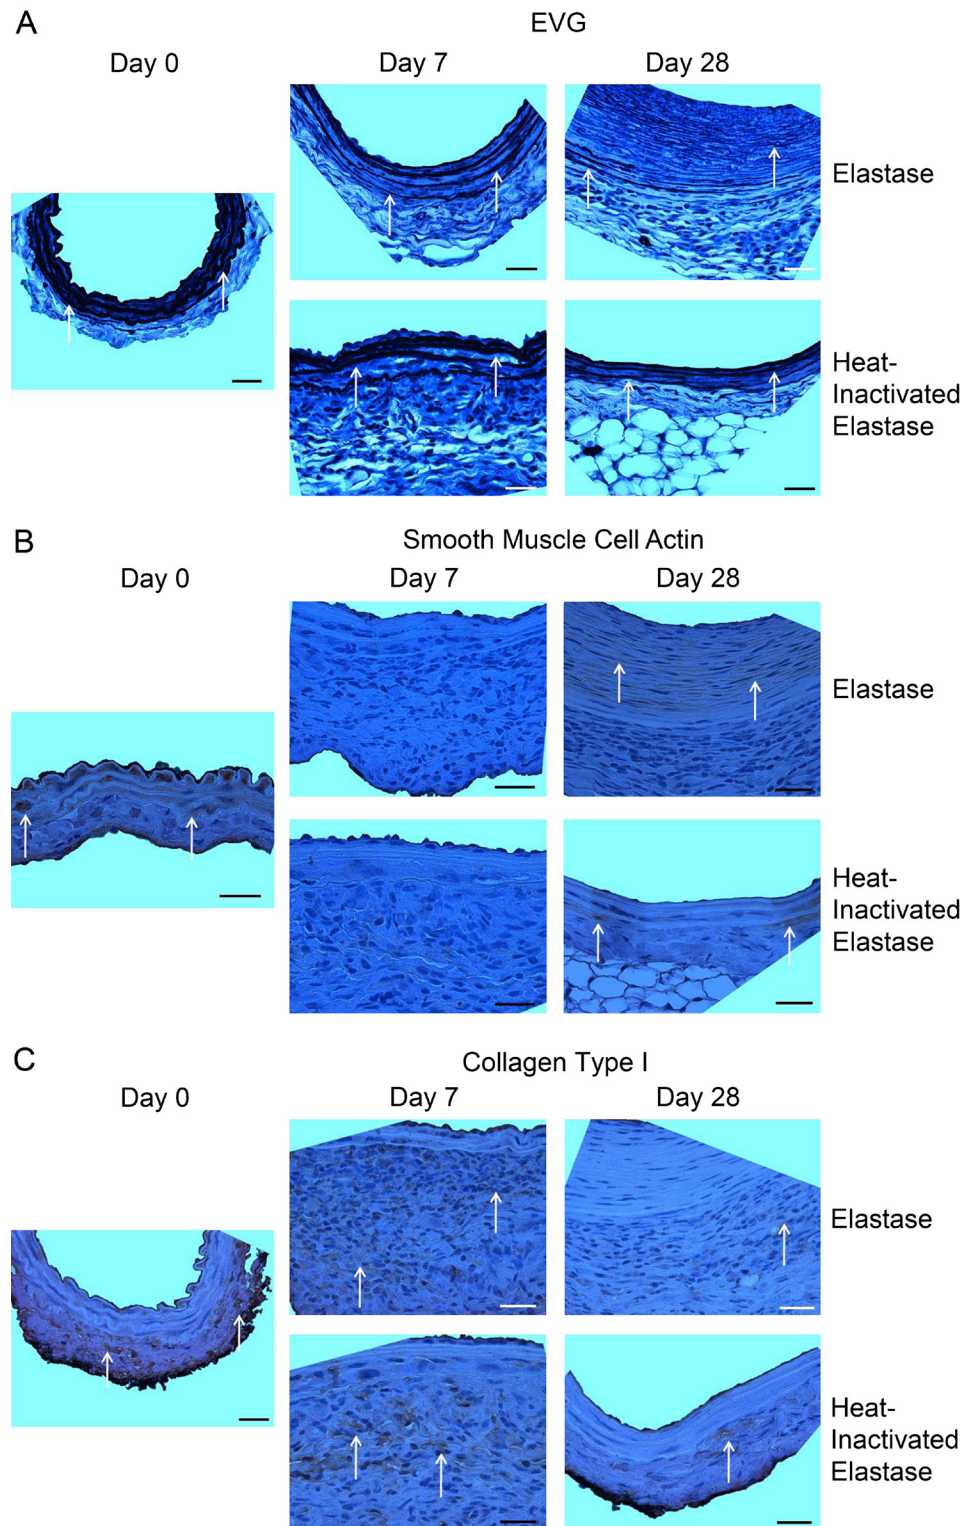 A
EVG
Day 0
Day 7
Day 28
Elastase
Heat-
Inactivated
Elastase
B
Smooth Muscle Cell Actin
Day 0
Day 7
Day 28
Elastase
Heat-
Inactivated
Elastase
C
Collagen Type I
Day 0
Day 7
Day 28
Elastase
Heat-
Inactivated
Elastase